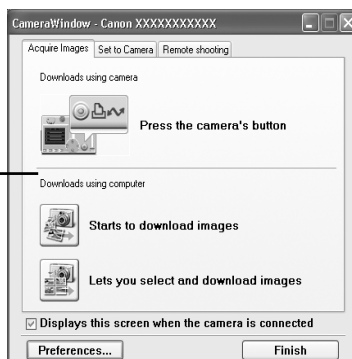 CameraWindow - Canon XXXXXXXXXXX
Acquire Images Set to Camera Remote shooting
Downloads using camera
Press the camera's button
Downloads using computer
Starts to download images
Lets you select and download images
Displays this screen when the camera is connected
Preferences... Finish